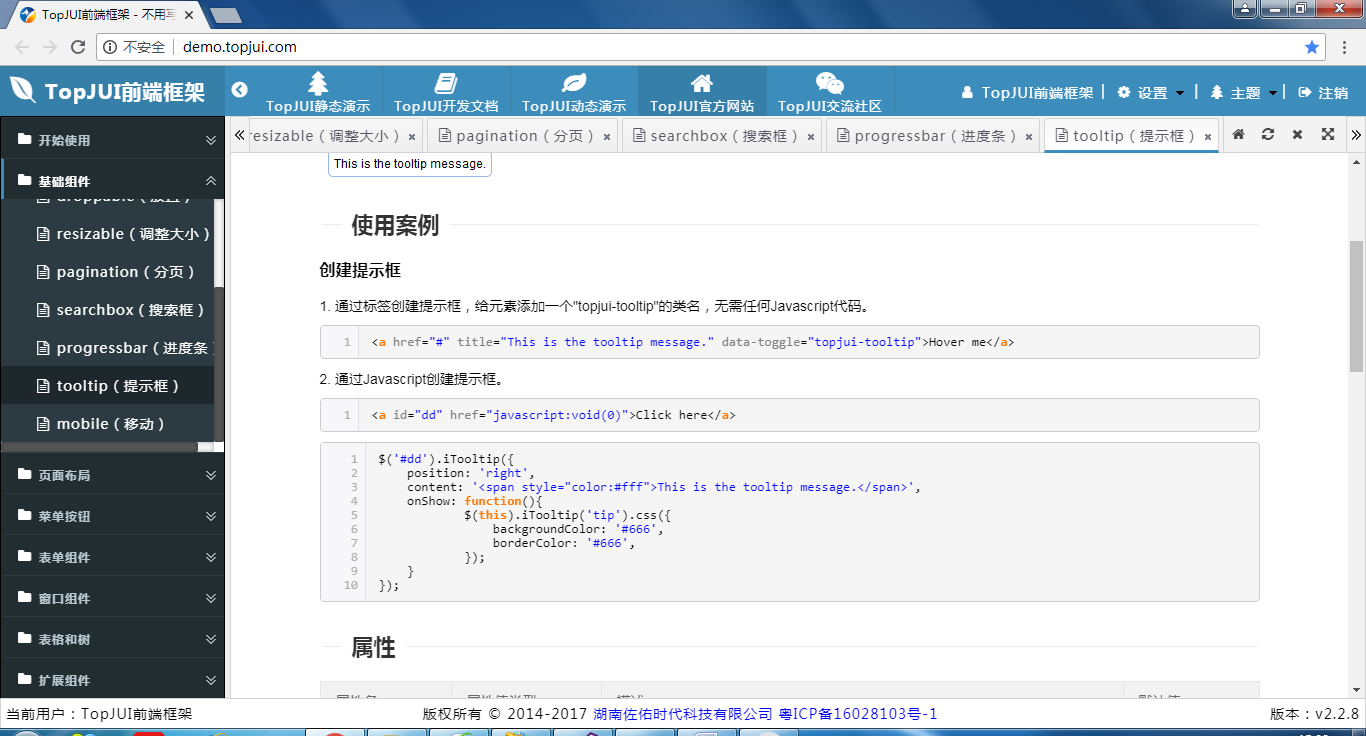 TopJUI前端框架 - 不用写
不安全 demo.topjui.com
TopJUI前端框架
TopJUI静态演示 TopJUI开发文档 TopJUI动态演示 TopJUI官方网站 TopJUI交流社区
TopJUI前端框架 设置 主题 注销
resizable（调整大小） × pagination（分页） × searchbox（搜索框） × progressbar（进度条） × tooltip（提示框） ×
开始使用
基础组件
droppable（放置）
resizable（调整大小）
pagination（分页）
searchbox（搜索框）
progressbar（进度条
tooltip（提示框）
mobile（移动）
页面布局
菜单按钮
表单组件
窗口组件
表格和树
扩展组件
This is the tooltip message.
使用案例
创建提示框
1. 通过标签创建提示框，给元素添加一个"topjui-tooltip"的类名，无需任何Javascript代码。
1 <a href="#" title="This is the tooltip message." data-toggle="topjui-tooltip">Hover me</a>
2. 通过Javascript创建提示框。
1 <a id="dd" href="javascript:void(0)">Click here</a>
1 $('#dd').iTooltip({
2 position: 'right',
3 content: '<span style="color:#fff">This is the tooltip message.</span>',
4 onShow: function(){
5 $(this).iTooltip('tip').css({
6 backgroundColor: '#666',
7 borderColor: '#666',
8 });
9 }
10 });
属性
属性名 属性值类型 描述 默认值
当前用户：TopJUI前端框架
版权所有 © 2014-2017 湖南佐佑时代科技有限公司 粤ICP备16028103号-1
版本：v2.2.8